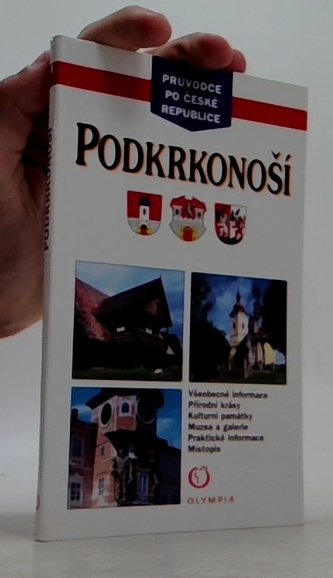 PRŮVODCE
PO ČESKÉ
REPUBLICE
PODKRKONOŠÍ
PODKRKONOŠÍ
Všeobecné informace
Přírodní krásy
Kulturní památky
Muzea a galerie
Praktické informace
Místopis
OLYMPIA